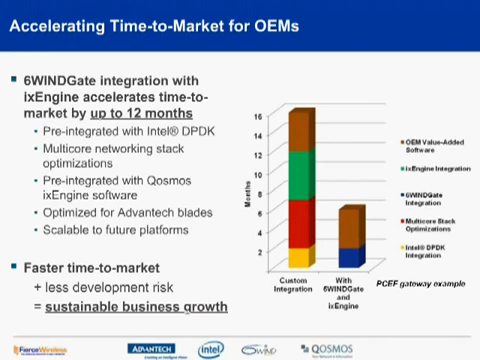 Accelerating Time-to-Market for OEMs
6WINDGate integration with
ixEngine accelerates time-to-
market by up to 12 months
Pre-integrated with Intel® DPDK
Multicore networking stack
optimizations
Pre-integrated with Qosmos
ixEngine software
Optimized for Advantech blades
Scalable to future platforms
Faster time-to-market
+ less development risk
= sustainable business growth
Months
16
14
12
10
8
6
4
2
Custom
Integration
With
6WINDGate
and
ixEngine
OEM Value-Added
Software
ixEngine Integration
6WINDGate
Integration
Multicore Stack
Optimizations
Intel® DPDK
Integration
PCEF gateway example
FierceWireless
ADVANTECH
intel
6WIND
QOSMOS